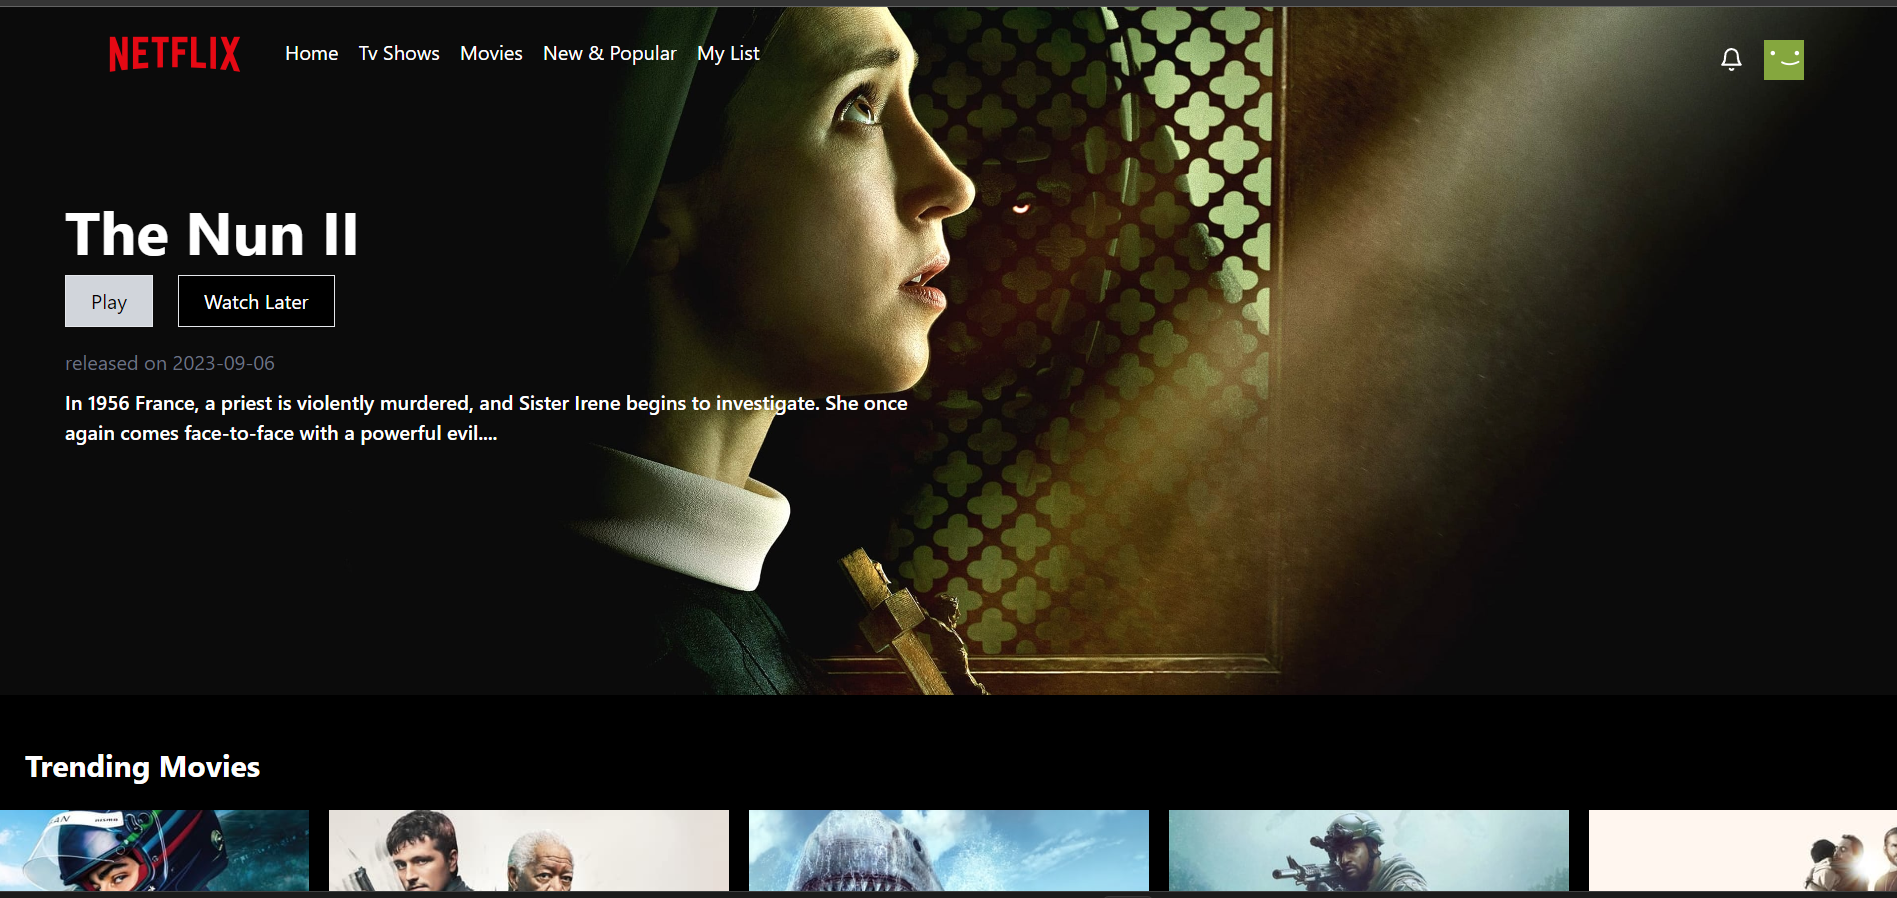 NETFLIX
Home Tv Shows Movies New & Popular My List
The Nun II
Play Watch Later
released on 2023-09-06
In 1956 France, a priest is violently murdered, and Sister Irene begins to investigate. She once
again comes face-to-face with a powerful evil....
Trending Movies